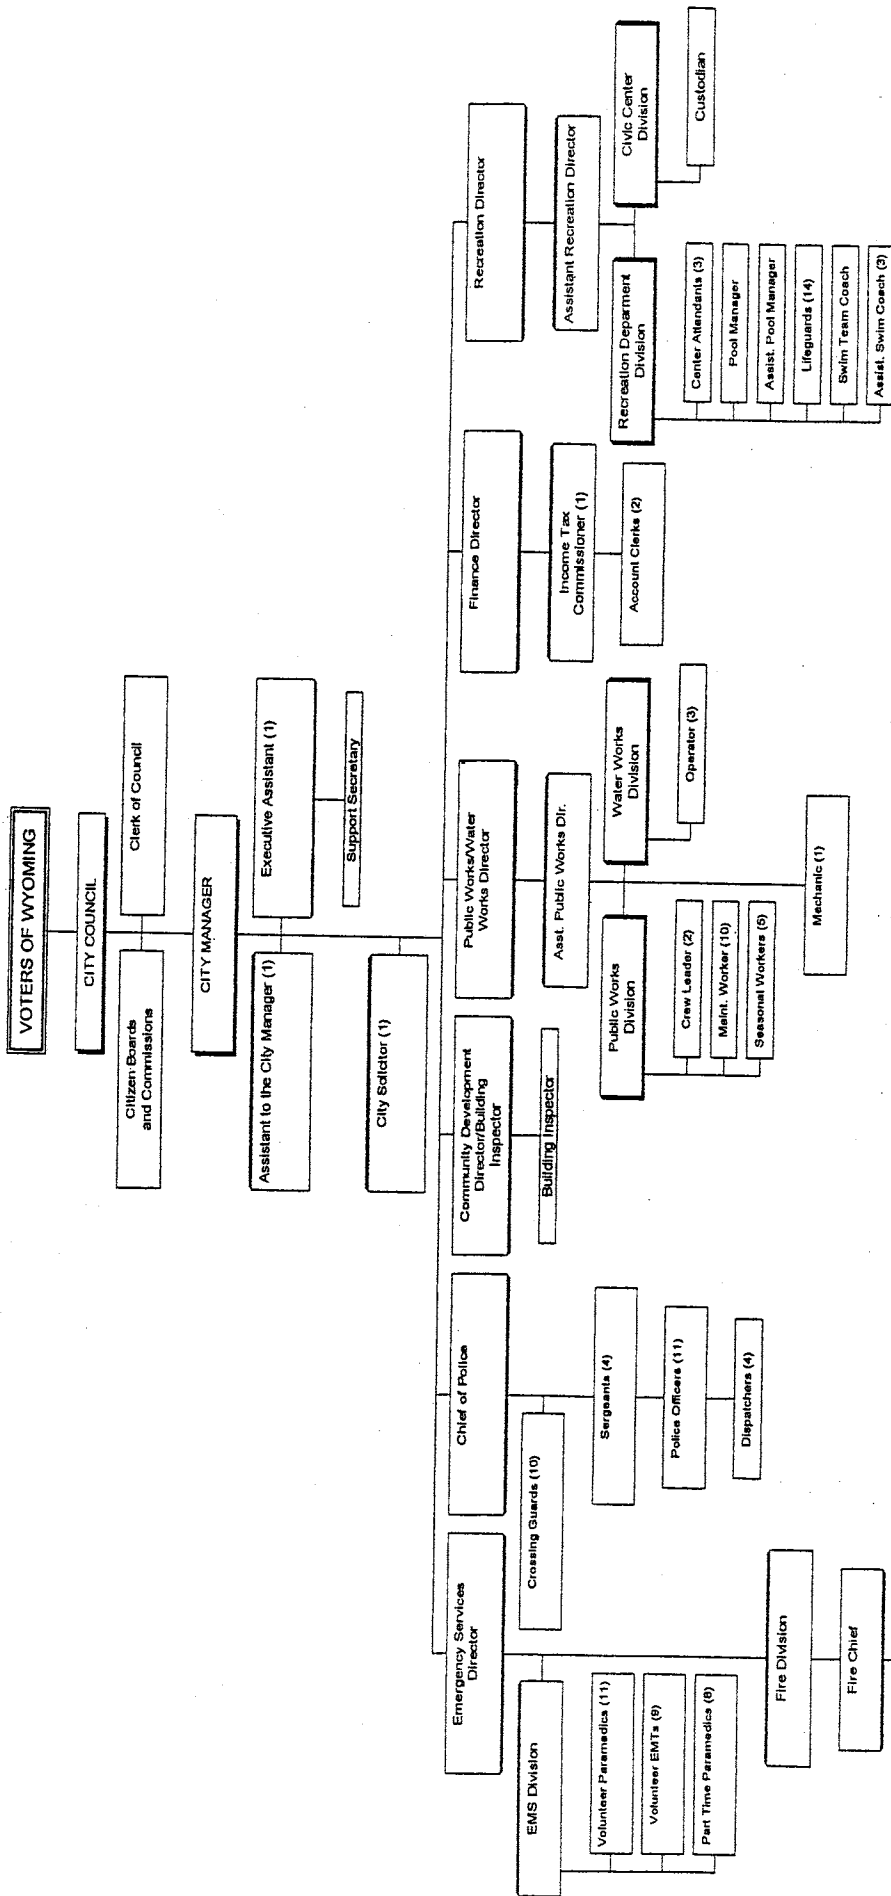 VOTERS OF WYOMING
CITY COUNCIL
Citizen Boards
and Commissions
Clerk of Council
CITY MANAGER
Assistant to the City Manager (1)
Executive Assistant (1)
Support Secretary
City Solicitor (1)
Emergency Services
Director
EMS Division
Volunteer Paramedics (11)
Volunteer EMTs (9)
Part Time Paramedics (8)
Fire Division
Fire Chief
Chief of Police
Crossing Guards (10)
Sergeants (4)
Police Officers (11)
Dispatchers (4)
Community Development
Director/Building
Inspector
Building Inspector
Public Works/Water
Works Director
Asst. Public Works Dir.
Public Works
Division
Crew Leader (2)
Maint. Worker (10)
Seasonal Workers (5)
Water Works
Division
Operator (3)
Mechanic (1)
Finance Director
Income Tax
Commissioner (1)
Account Clerks (2)
Recreation Director
Assistant Recreation Director
Recreation Deparment
Division
Center Attendants (3)
Pool Manager
Assist. Pool Manager
Lifeguards (14)
Swim Team Coach
Assist. Swim Coach (3)
Civic Center
Division
Custodian